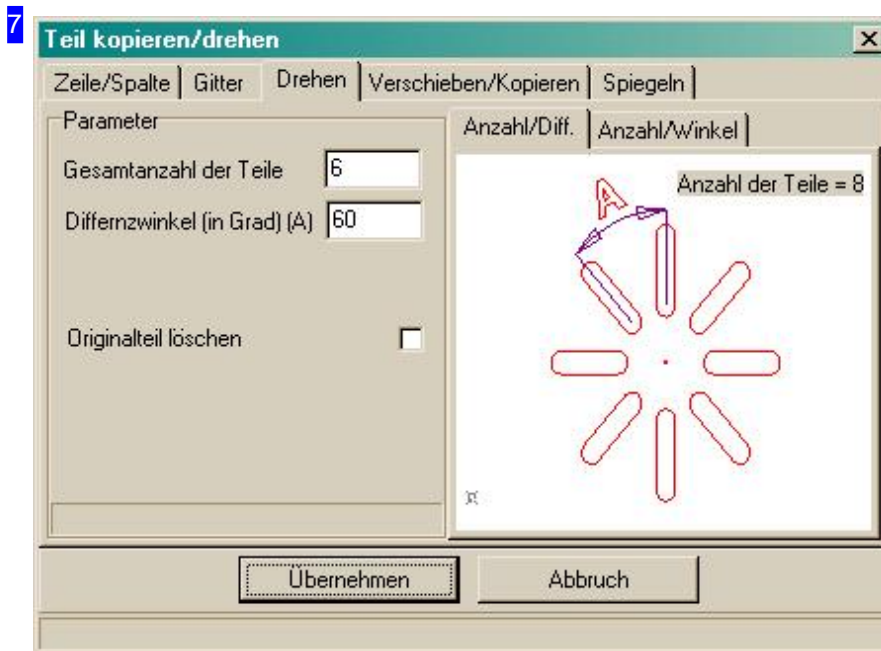 7
Teil kopieren/drehen
Zeile/Spalte Gitter Drehen Verschieben/Kopieren Spiegeln
Parameter
Gesamtanzahl der Teile 6
Differnzwinkel (in Grad) (A) 60
Originalteil löschen
Anzahl/Diff. Anzahl/Winkel
Anzahl der Teile = 8
A
Übernehmen Abbruch